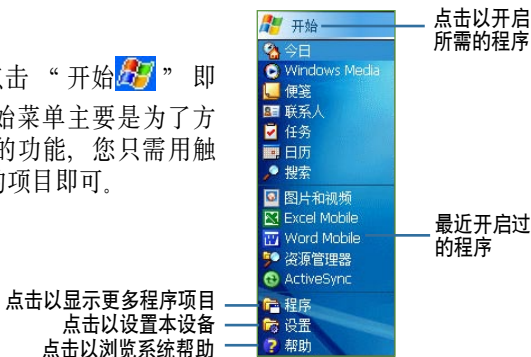 点击 “ 开始 ” 即
始菜单主要是为了方
的功能, 您只需用触
的项目即可.
开始
今日
Windows Media
便笺
联系人
任务
日历
搜索
图片和视频
Excel Mobile
Word Mobile
资源管理器
ActiveSync
程序
设置
帮助
点击以开启
所需的程序
最近开启过
的程序
点击以显示更多程序项目
点击以设置本设备
点击以浏览系统帮助